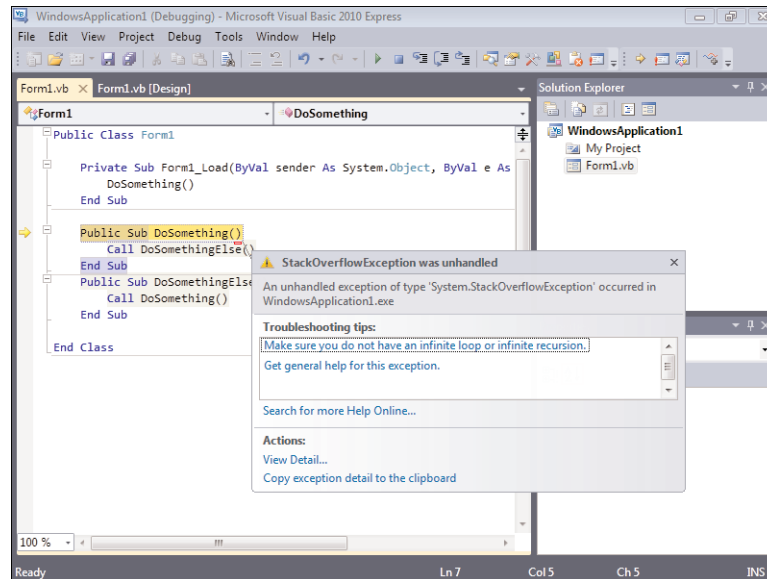 WindowsApplication1 (Debugging) - Microsoft Visual Basic 2010 Express
File Edit View Project Debug Tools Window Help
Form1.vb Form1.vb [Design]
Form1 DoSomething
Public Class Form1
Private Sub Form1_Load(ByVal sender As System.Object, ByVal e As
DoSomething()
End Sub
Public Sub DoSomething()
Call DoSomethingElse()
End Sub
Public Sub DoSomethingElse
Call DoSomething()
End Sub
End Class
StackOverflowException was unhandled
An unhandled exception of type 'System.StackOverflowException' occurred in
WindowsApplication1.exe
Troubleshooting tips:
Make sure you do not have an infinite loop or infinite recursion.
Get general help for this exception.
Search for more Help Online...
Actions:
View Detail...
Copy exception detail to the clipboard
Solution Explorer
WindowsApplication1
My Project
Form1.vb
100 %
Ready Ln 7 Col 5 Ch 5 INS